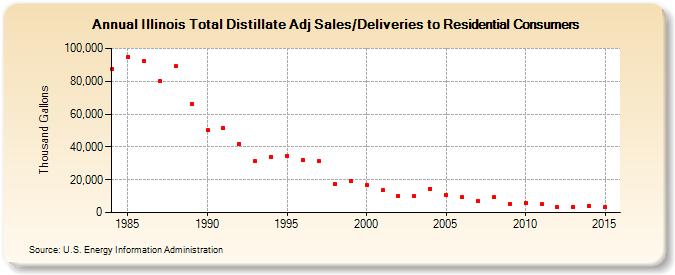 Annual Illinois Total Distillate Adj Sales/Deliveries to Residential Consumers
Thousand Gallons
100,000
80,000
60,000
40,000
20,000
0
1985 1990 1995 2000 2005 2010 2015
Source: U.S. Energy Information Administration